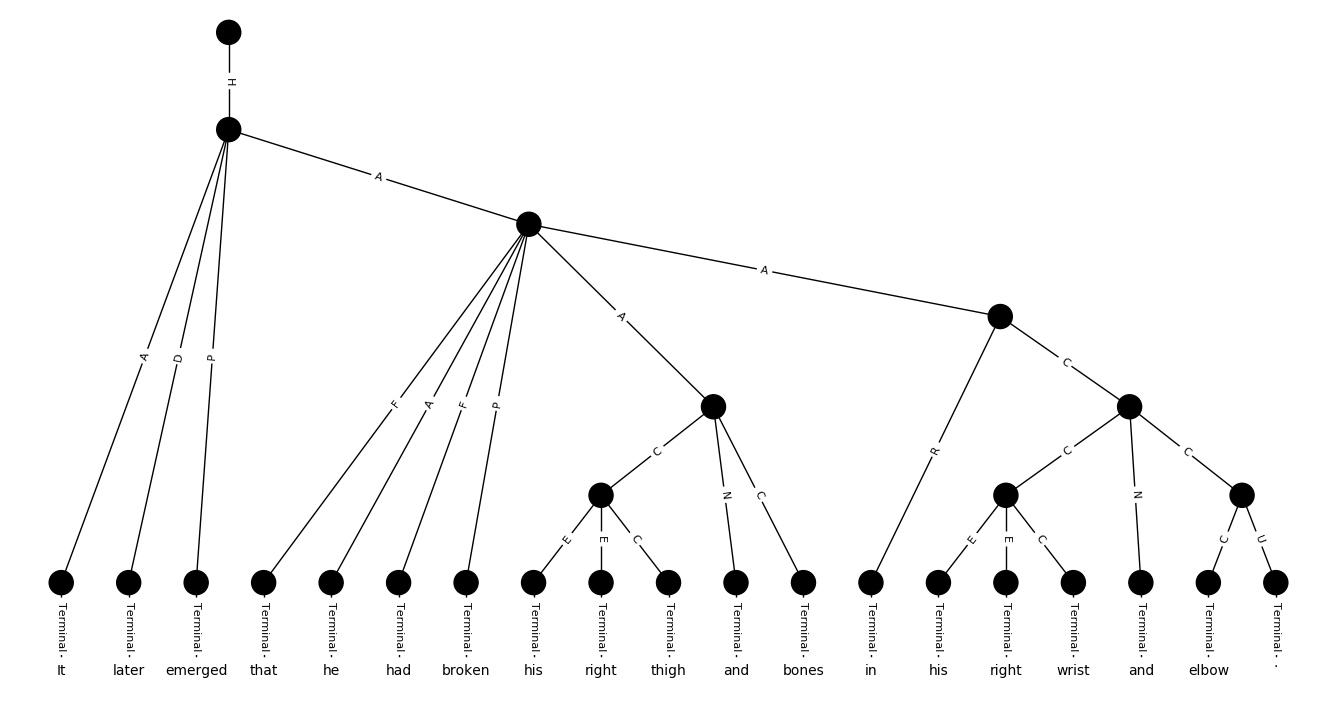 H
A
A
D
P
A
F
A
F
P
A
R
C
C
N
C
C
N
C
E
E
C
E
E
C
C
U
Terminal Terminal Terminal Terminal Terminal Terminal Terminal Terminal Terminal Terminal Terminal Terminal Terminal Terminal Terminal Terminal Terminal Terminal Terminal
It later emerged that he had broken his right thigh and bones in his right wrist and elbow .